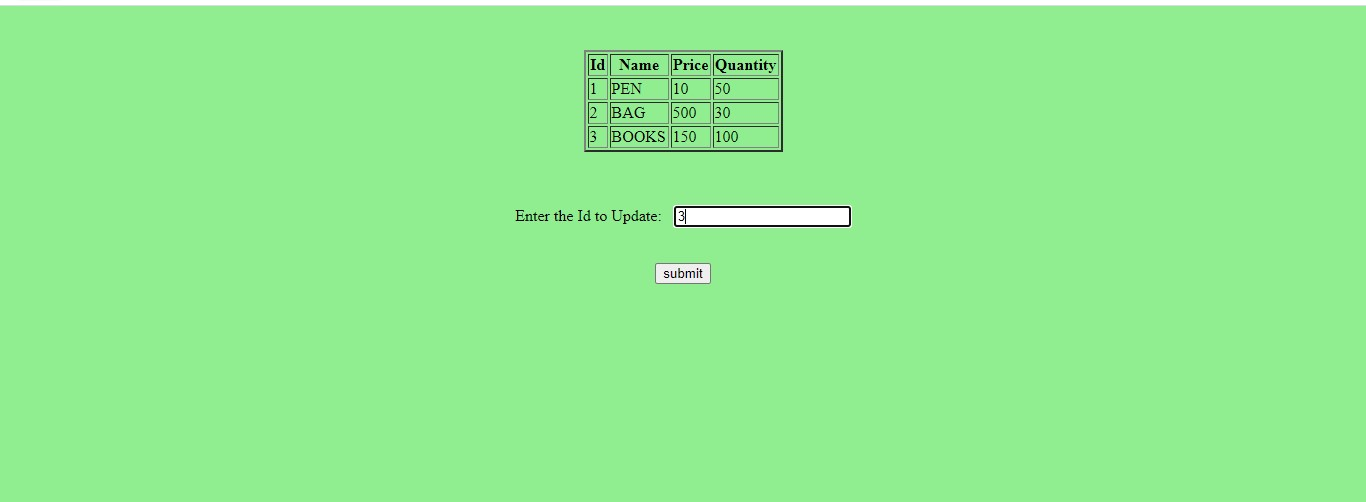 Id Name Price Quantity
1 PEN 10 50
2 BAG 500 30
3 BOOKS 150 100
Enter the Id to Update: 3
submit